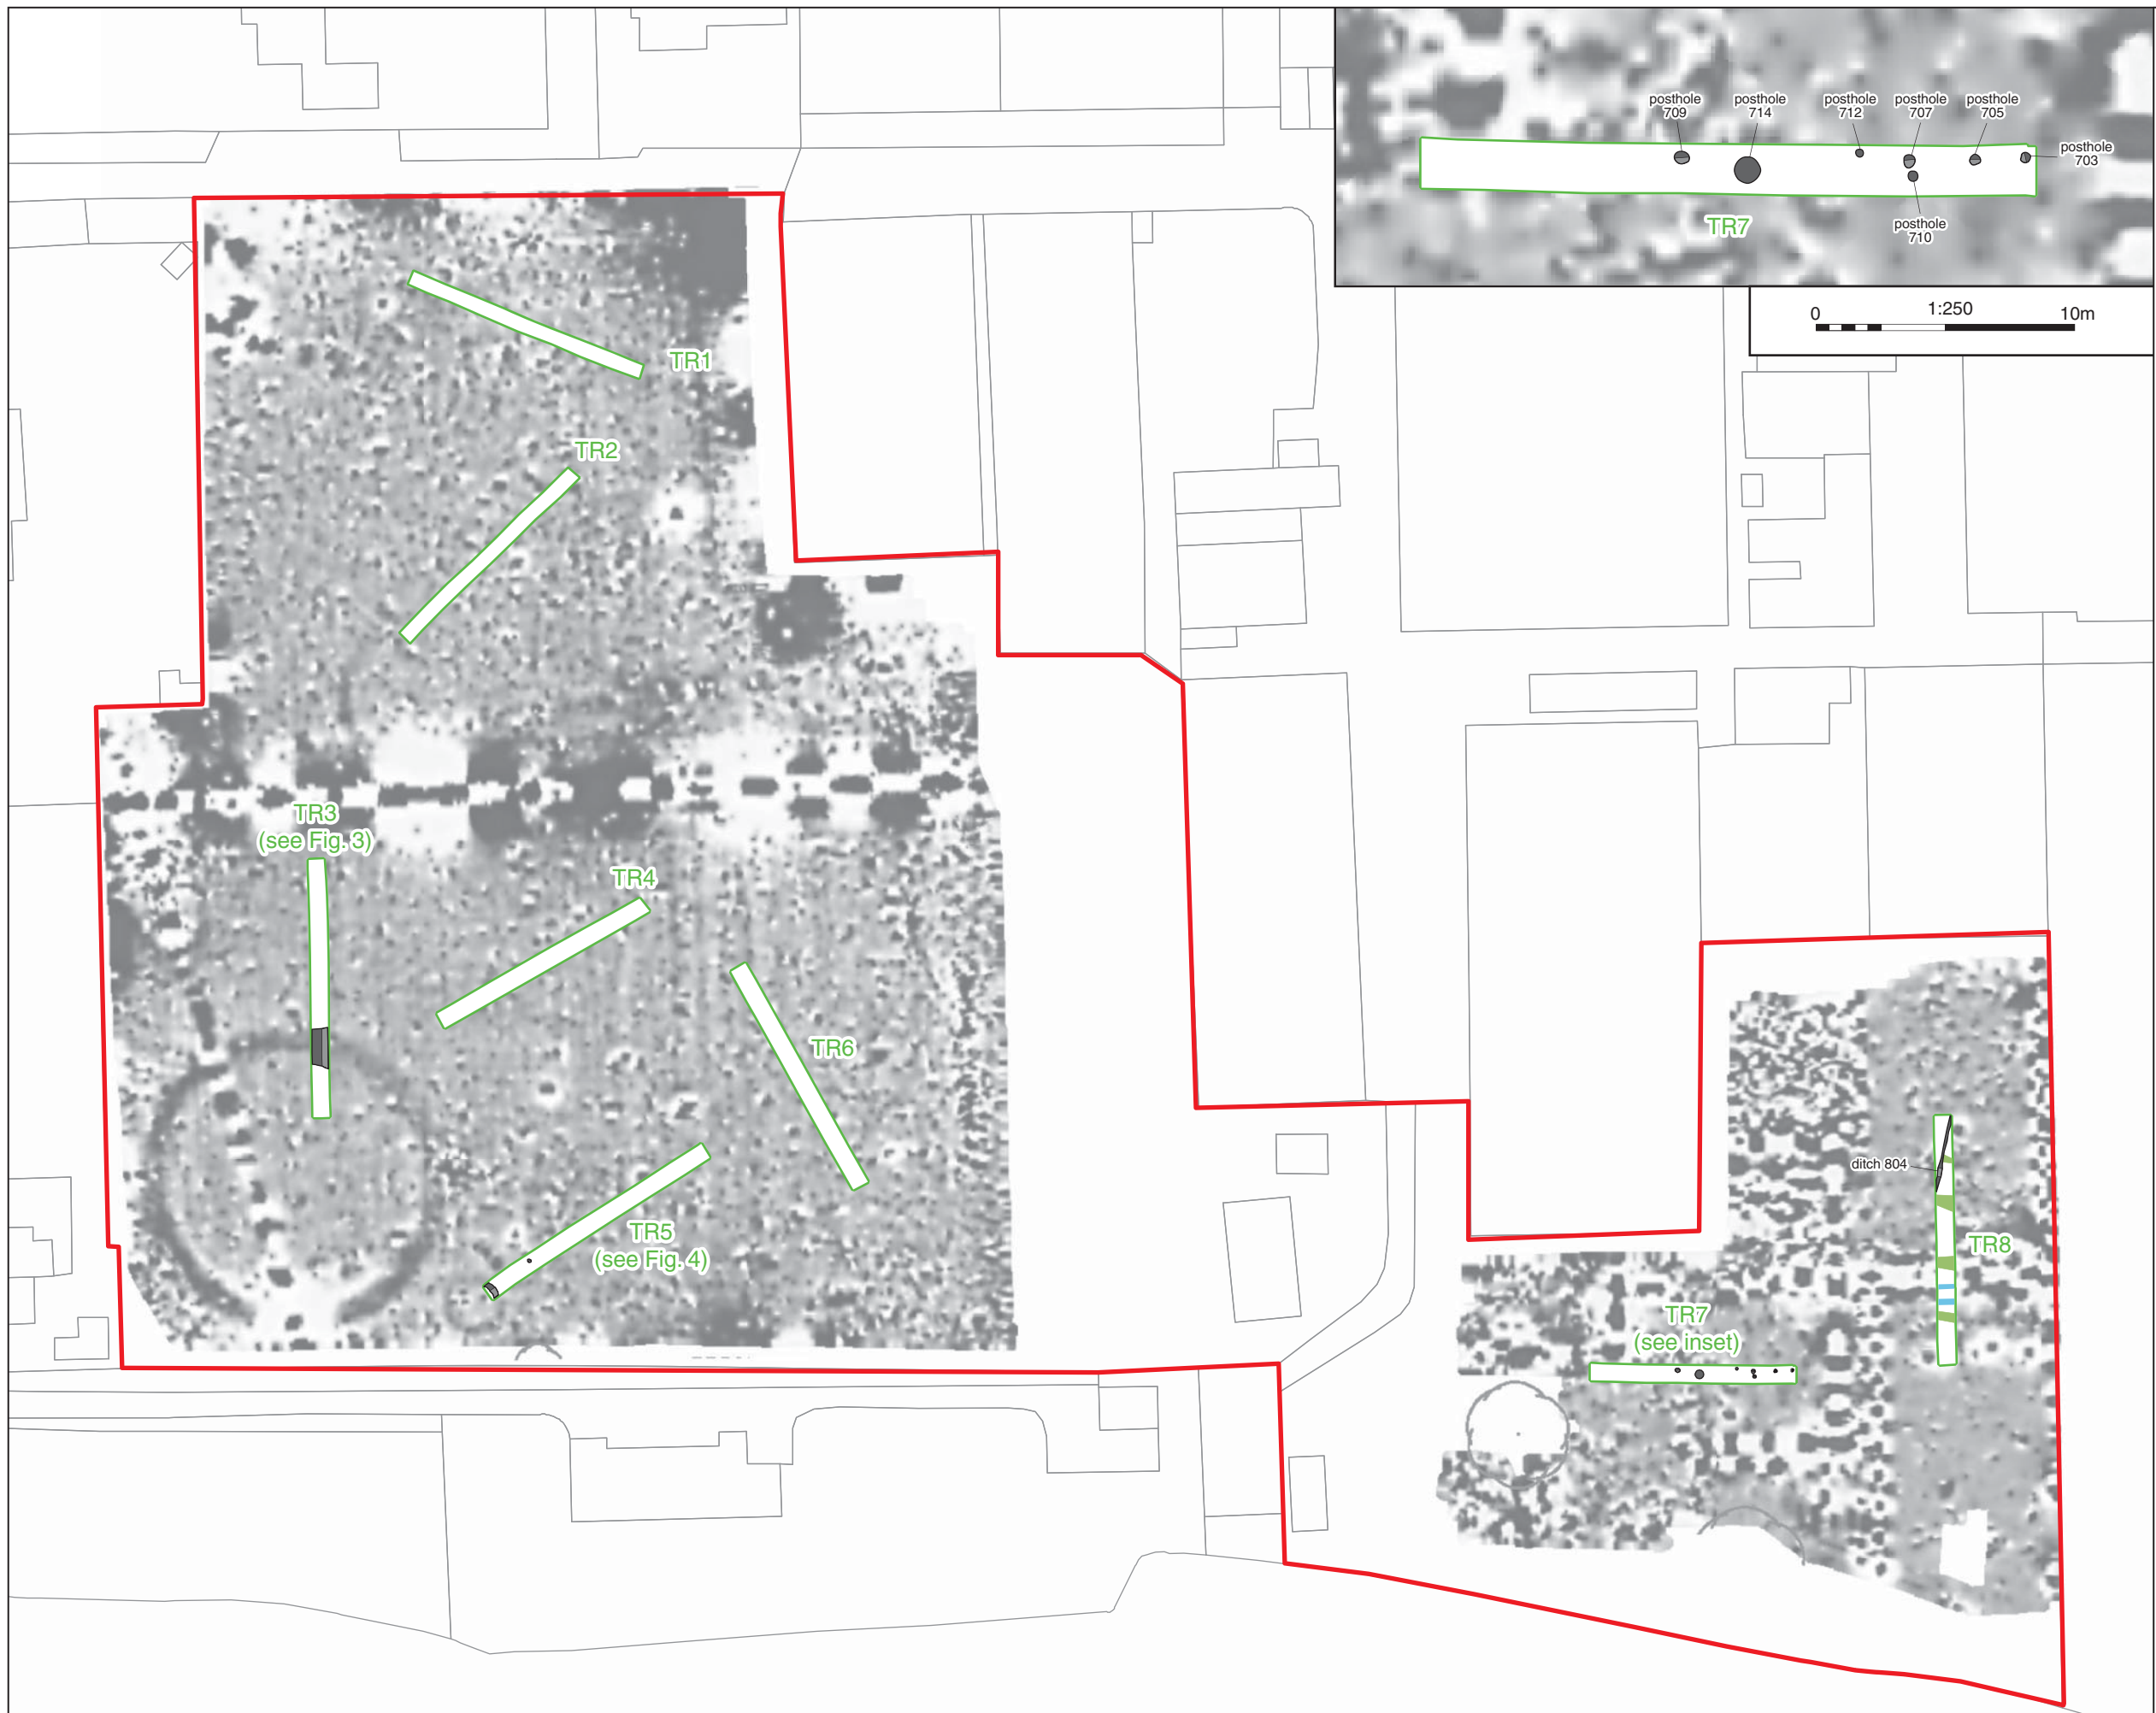 posthole
709
posthole
714
posthole
712
posthole
707
posthole
705
posthole
703
posthole
710
TR7
0
1:250
10m
TR1
TR2
TR3
(see Fig. 3)
TR4
TR6
TR5
(see Fig. 4)
ditch 804
TR8
TR7
(see inset)